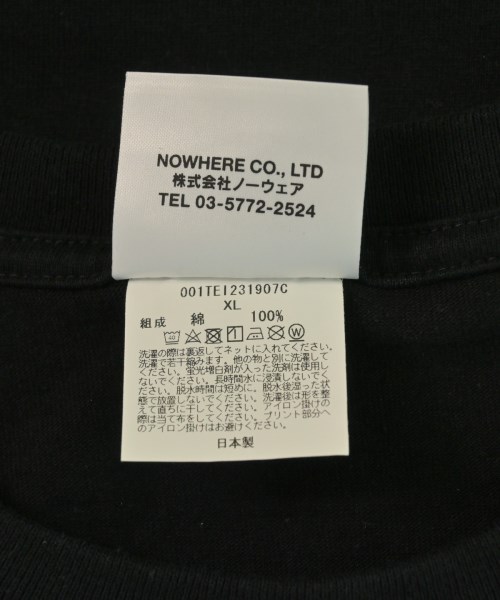 NOWHERE CO., LTD
株式会社ノーウェア
TEL 03-5772-2524
001TEI231907C
XL
組成 綿 100%
40 W
洗濯の際は裏返してネットに入れてください。
洗濯で若干縮みます。他の物と別に洗濯して
ください。蛍光増白剤が入った洗剤は使用し
ないでください。長時間水に浸漬しないでく
ださい。脱水時間は短めに、脱水後湿った状
態で放置しないでください。洗濯後は形を整
えて直ちに干してください。アイロン掛け
の際は当て布をしてください。プリント部分へ
のアイロン掛けはお避けください。
日本製